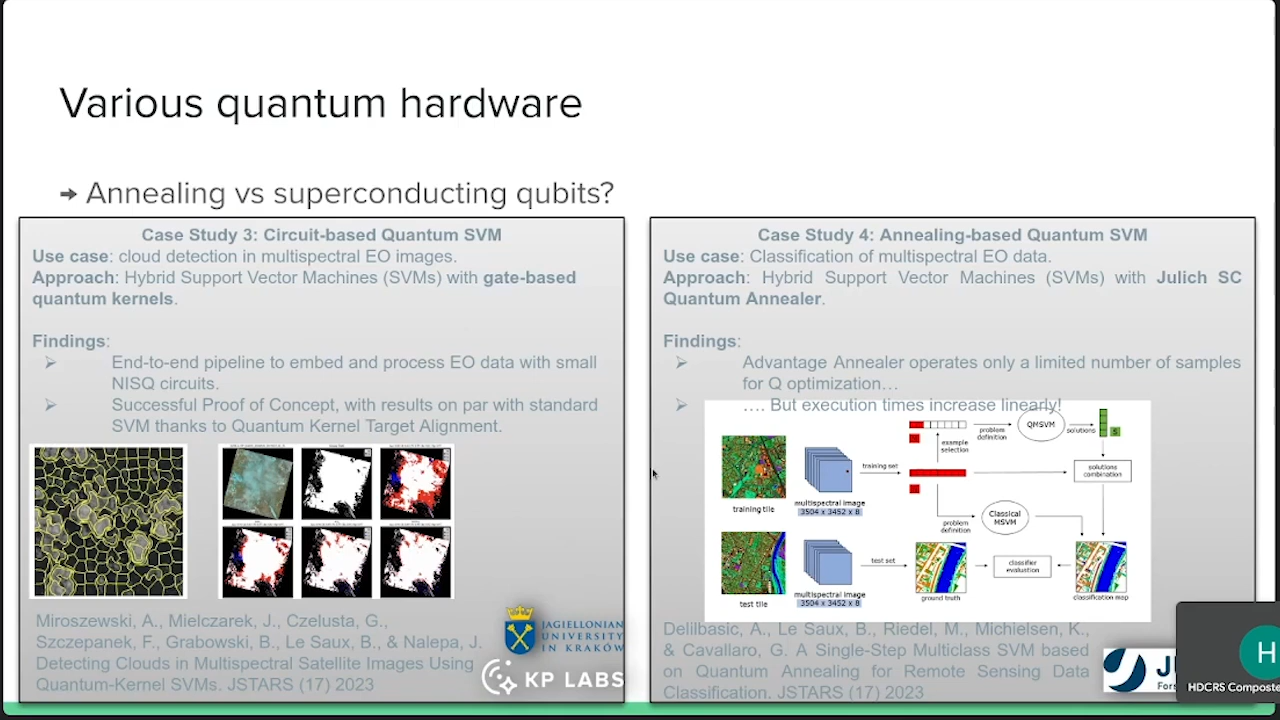 Various quantum hardware
➔ Annealing vs superconducting qubits?
Case Study 3: Circuit-based Quantum SVM
Use case: cloud detection in multispectral EO images.
Approach: Hybrid Support Vector Machines (SVMs) with gate-based
quantum kernels.
Findings:
➢ End-to-end pipeline to embed and process EO data with small
NISQ circuits.
➢ Successful Proof of Concept, with results on par with standard
SVM thanks to Quantum Kernel Target Alignment.
Miroszewski, A., Mielczarek, J., Czelusta, G.,
Szczepanek, F., Grabowski, B., Le Saux, B., & Nalepa, J.
Detecting Clouds in Multispectral Satellite Images Using
Quantum-Kernel SVMs. JSTARS (17) 2023
JAGIELLONIAN
UNIVERSITY
IN KRAKÓW
KP LABS
Case Study 4: Annealing-based Quantum SVM
Use case: Classification of multispectral EO data.
Approach: Hybrid Support Vector Machines (SVMs) with Julich SC
Quantum Annealer.
Findings:
➢ Advantage Annealer operates only a limited number of samples
for Q optimization…
➢ …. But execution times increase linearly!
problem
definition
QMSVM
solutions
example
selection
training set
solutions
combination
training tile
multispectral image
3504 x 3452 x 8
problem
definition
Classical
MSVM
test set
classifier
evaluation
test tile
multispectral image
3504 x 3452 x 8
ground truth
classification map
Delilbasic, A., Le Saux, B., Riedel, M., Michielsen, K.,
& Cavallaro, G. A Single-Step Multiclass SVM based
on Quantum Annealing for Remote Sensing Data
Classification. JSTARS (17) 2023
H
HDCRS Composte